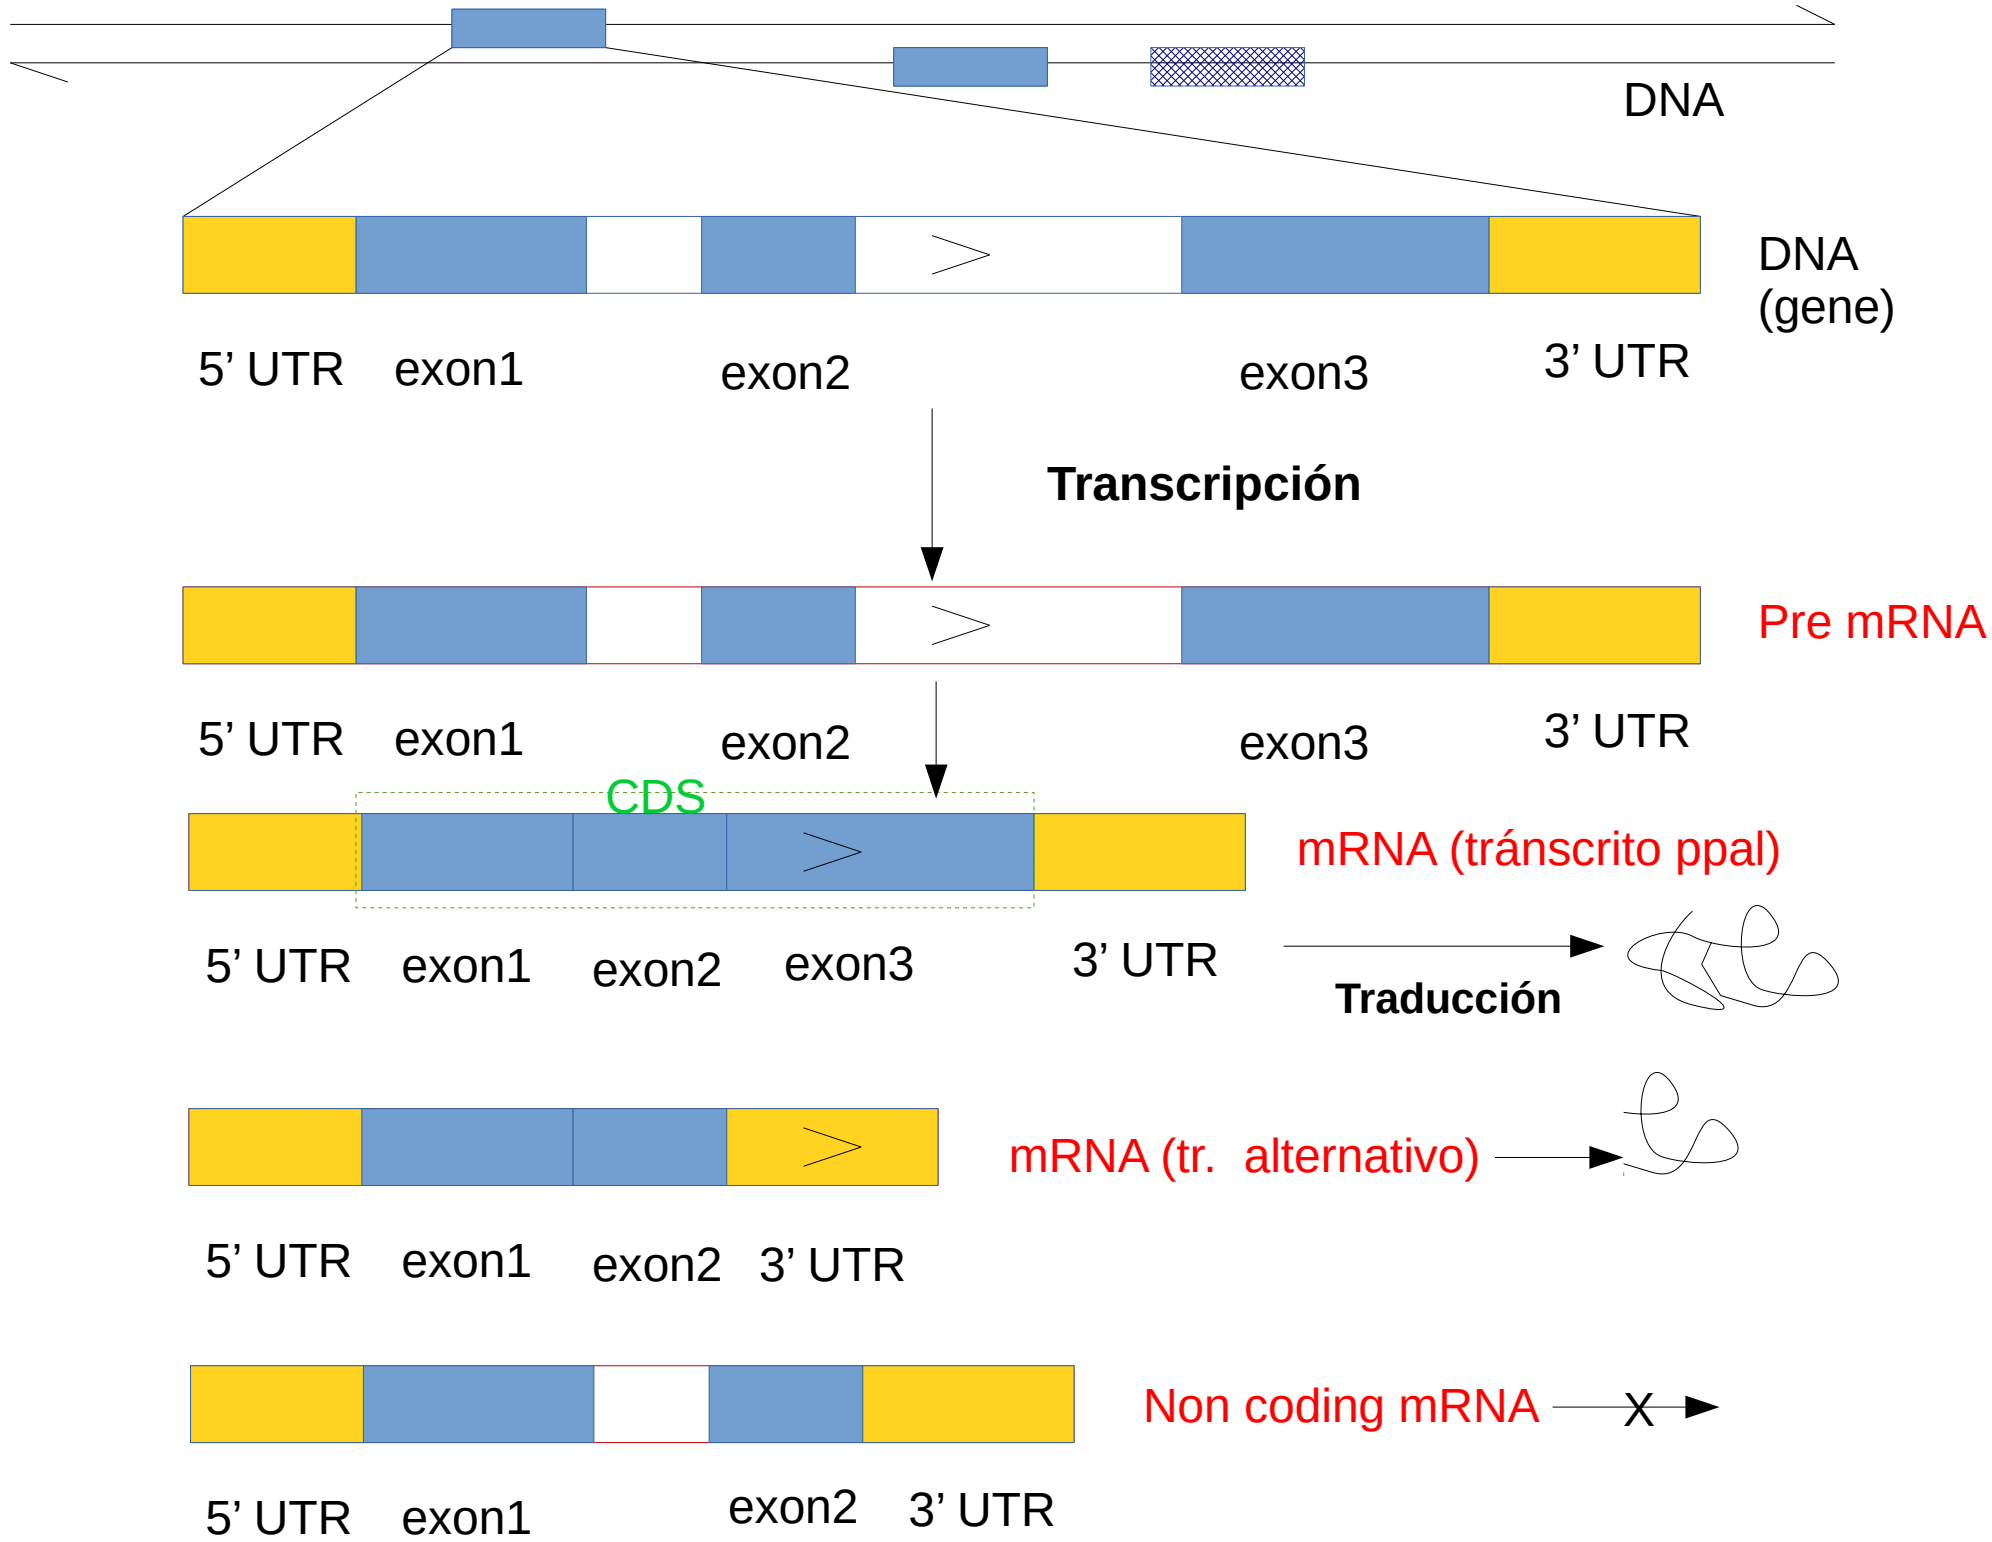 DNA
DNA
(gene)
5’ UTR
exon1
exon2
exon3
3’ UTR
Transcripción
Pre mRNA
5’ UTR
exon1
exon2
exon3
3’ UTR
CDS
mRNA (tránscrito ppal)
5’ UTR
exon1
exon2
exon3
3’ UTR
Traducción
mRNA (tr.  alternativo)
5’ UTR
exon1
exon2
3’ UTR
Non coding mRNA
X
5’ UTR
exon1
exon2
3’ UTR